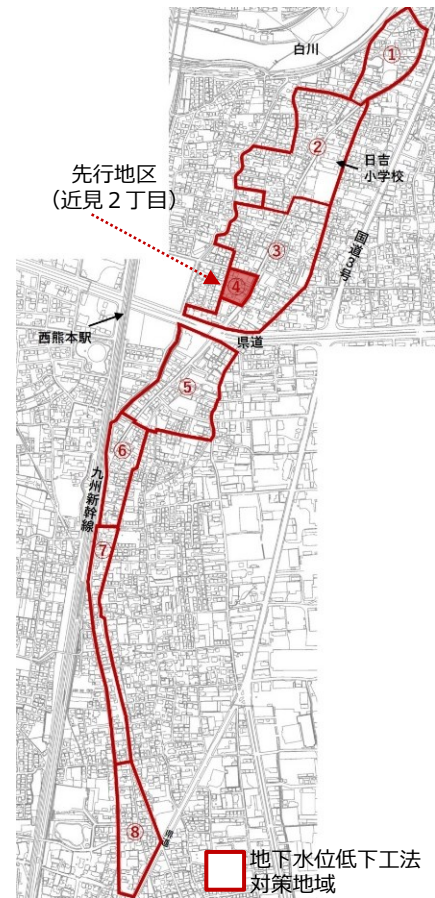 白川
①
②
日吉
小学校
先行地区
（近見２丁目）
③
国道3号
④
西熊本駅
県道
⑤
⑥
九州新幹線
⑦
⑧
県道
地下水位低下工法
対策地域